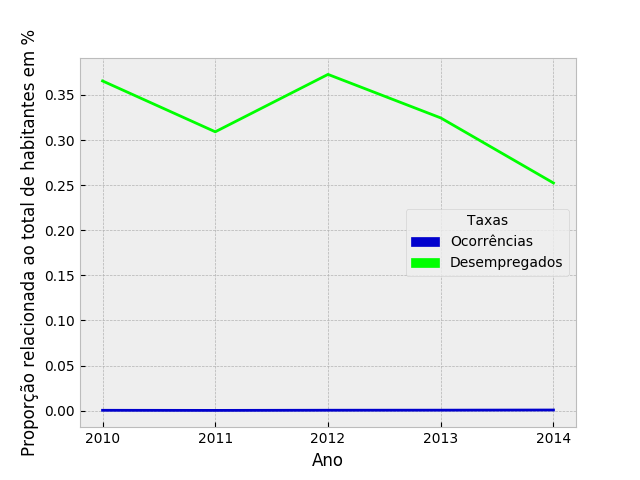 Proporção relacionada ao total de habitantes em %
0.35
0.30
0.25
0.20
0.15
0.10
0.05
0.00
Taxas
Ocorrências
Desempregados
2010 2011 2012 2013 2014
Ano